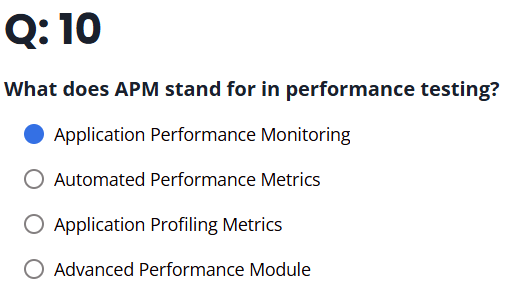 Q: 10
What does APM stand for in performance testing?
Application Performance Monitoring
Automated Performance Metrics
Application Profiling Metrics
Advanced Performance Module